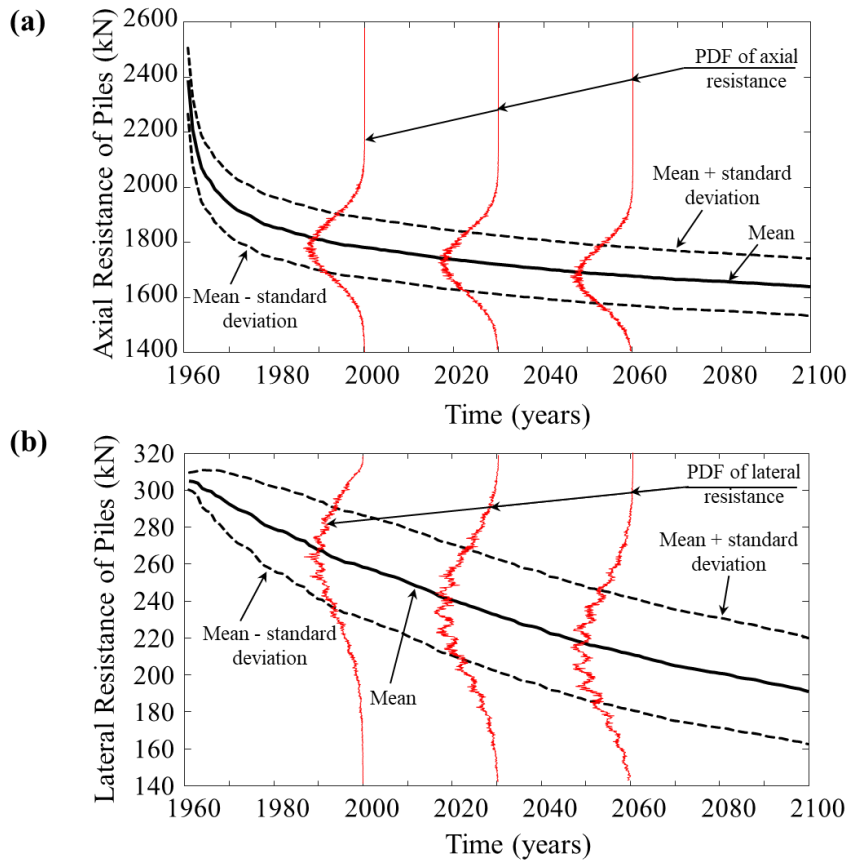 (a)
Axial Resistance of Piles (kN)
2600
2400
2200
2000
1800
1600
1400
PDF of axial
resistance
Mean + standard
deviation
Mean
Mean - standard
deviation
1960 1980 2000 2020 2040 2060 2080 2100
Time (years)
(b)
Lateral Resistance of Piles (kN)
320
300
280
260
240
220
200
180
160
140
PDF of lateral
resistance
Mean + standard
deviation
Mean - standard
deviation
Mean
1960 1980 2000 2020 2040 2060 2080 2100
Time (years)